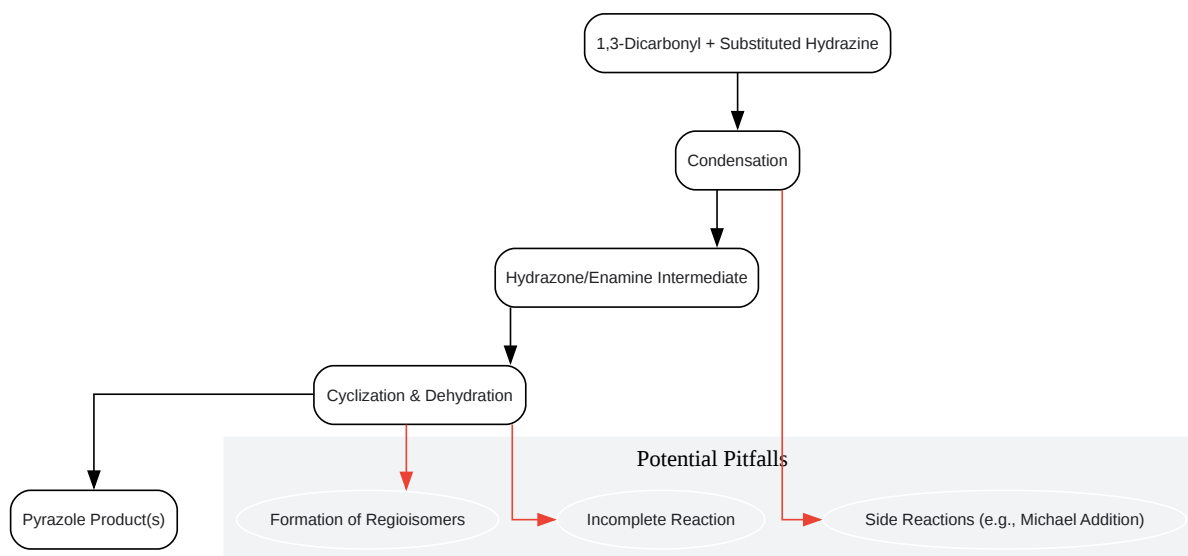 1,3-Dicarbonyl + Substituted Hydrazine
Condensation
Hydrazone/Enamine Intermediate
Cyclization & Dehydration
Potential Pitfalls
Pyrazole Product(s)
Formation of Regioisomers
Incomplete Reaction
Side Reactions (e.g., Michael Addition)